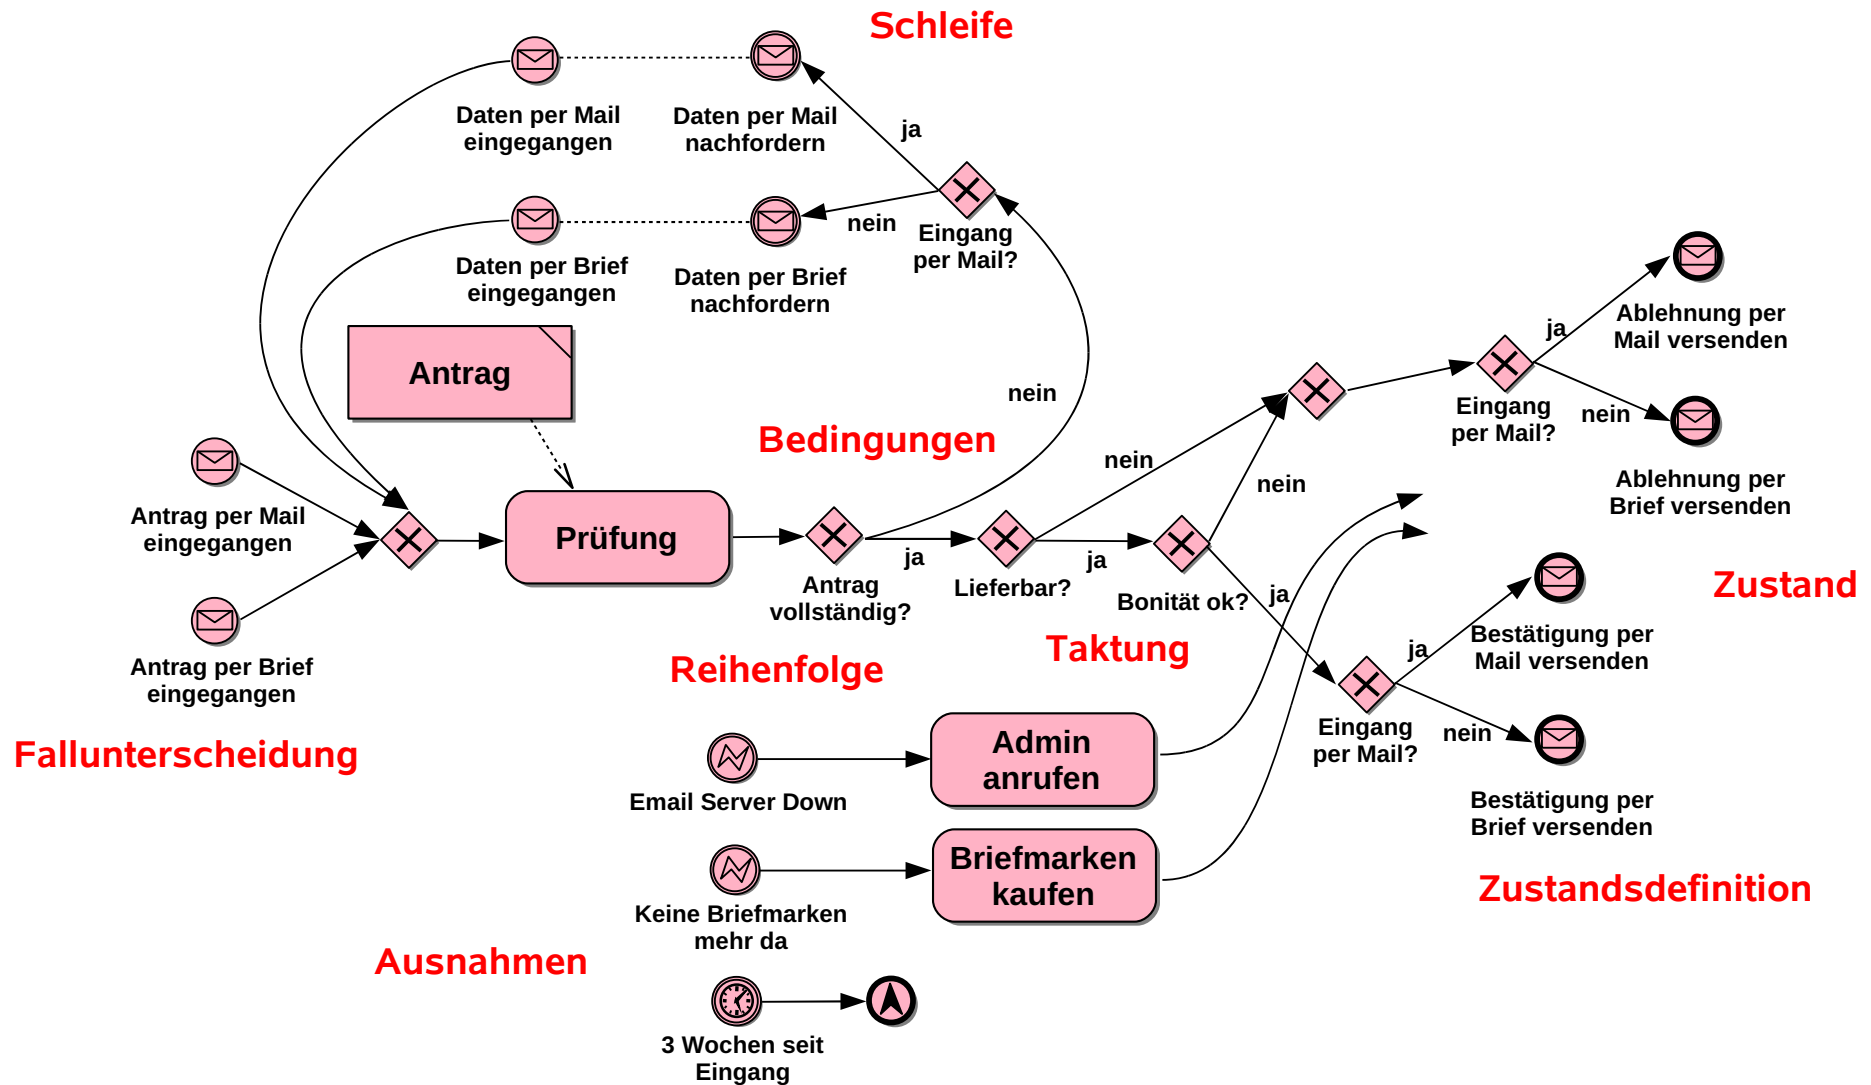 Schleife
Daten per Mail
eingegangen
Daten per Mail
nachfordern
ja
nein
Eingang
per Mail?
Daten per Brief
eingegangen
Daten per Brief
nachfordern
Antrag
nein
Bedingungen
Antrag per Mail
eingegangen
Antrag per Brief
eingegangen
Fallunterscheidung
Prüfung
Antrag
vollständig?
ja
Lieferbar?
nein
ja
Bonität ok?
nein
ja
Eingang
per Mail?
ja
nein
Ablehnung per
Mail versenden
Ablehnung per
Brief versenden
Zustand
Reihenfolge
Taktung
Eingang
per Mail?
ja
nein
Bestätigung per
Mail versenden
Bestätigung per
Brief versenden
Zustandsdefinition
Email Server Down
Admin
anrufen
Keine Briefmarken
mehr da
Briefmarken
kaufen
Ausnahmen
3 Wochen seit
Eingang